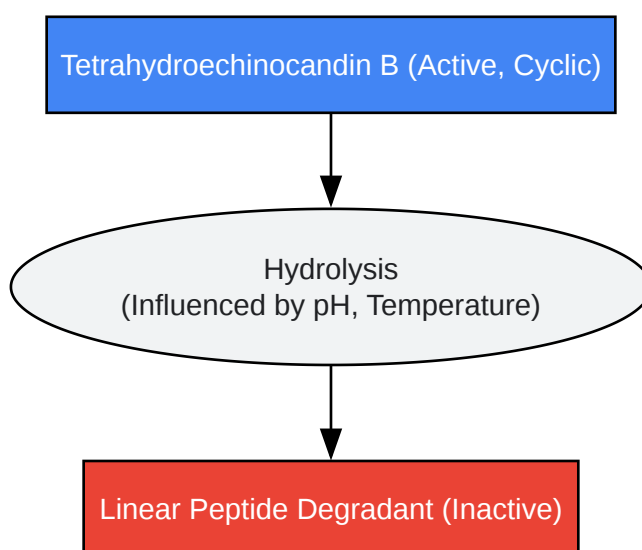 Tetrahydroechinocandin B (Active, Cyclic)
Hydrolysis
(Influenced by pH, Temperature)
Linear Peptide Degradant (Inactive)